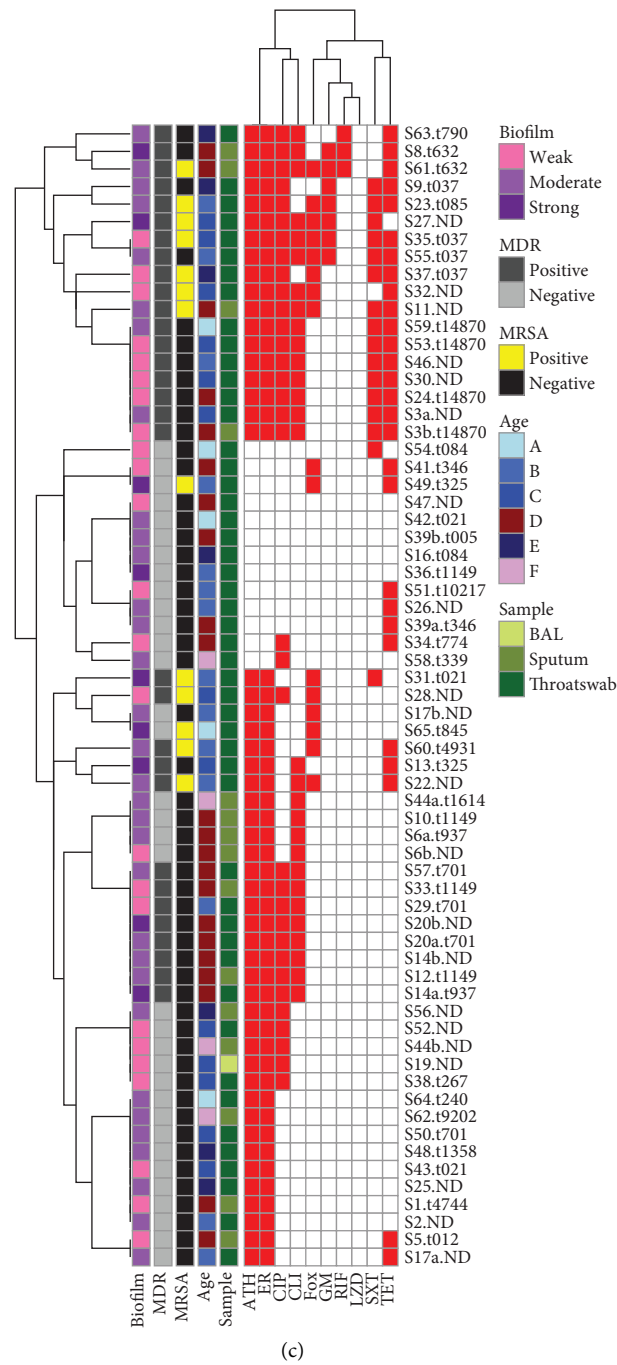 S63.t790
S8.t632
S61.t632
S9.t037
S23.t085
S27.ND
S35.t037
S55.t037
S37.t037
S32.ND
S11.ND
S59.t14870
S53.t14870
S46.ND
S30.ND
S24.t14870
S3a.ND
S3b.t14870
S54.t084
S41.t346
S49.t325
S47.ND
S42.t021
S39b.t005
S16.t084
S36.t1149
S51.t10217
S26.ND
S39a.t346
S34.t774
S58.t339
S31.t021
S28.ND
S17b.ND
S65.t845
S60.t4931
S13.t325
S22.ND
S44a.t1614
S10.t1149
S6a.t937
S6b.ND
S57.t701
S33.t1149
S29.t701
S20b.ND
S20a.t701
S14b.ND
S12.t1149
S14a.t937
S56.ND
S52.ND
S44b.ND
S19.ND
S38.t267
S64.t240
S62.t9202
S50.t701
S48.t1358
S43.t021
S25.ND
S1.t4744
S2.ND
S5.t012
S17a.ND
Biofilm
MDR
MRSA
Age
Sample
ATH
ER
CIP
CLI
Fox
GM
RIF
LZD
SXT
TET
Biofilm
Weak
Moderate
Strong
MDR
Positive
Negative
MRSA
Positive
Negative
Age
A
B
C
D
E
F
Sample
BAL
Sputum
Throatswab
(c)